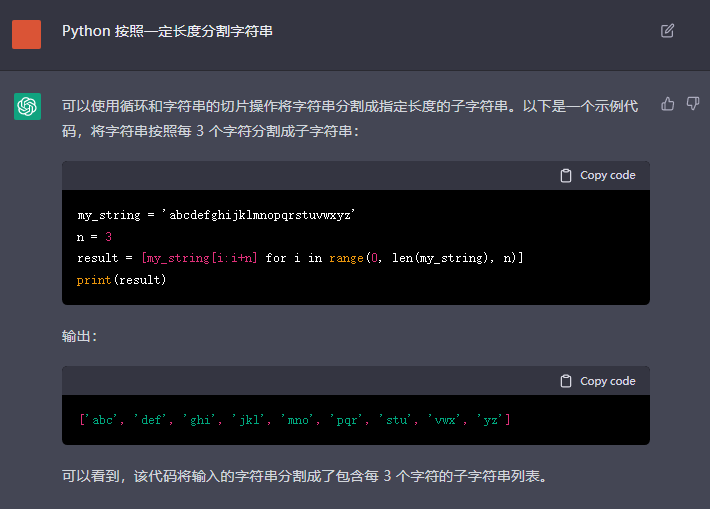 Python 按照一定长度分割字符串
可以使用循环和字符串的切片操作将字符串分割成指定长度的子字符串。以下是一个示例代
码，将字符串按照每 3 个字符分割成子字符串：
Copy code
my_string = 'abcdefghijklmnopqrstuvwxyz'
n = 3
result = [my_string[i:i+n] for i in range(0, len(my_string), n)]
print(result)
输出：
Copy code
['abc', 'def', 'ghi', 'jkl', 'mno', 'pqr', 'stu', 'vwx', 'yz']
可以看到，该代码将输入的字符串分割成了包含每 3 个字符的子字符串列表。